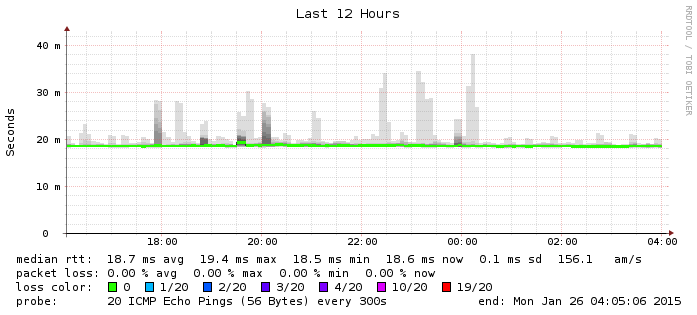 Last 12 Hours
RRDTOOL / TOBI OETIKER
Seconds
40 m
30 m
20 m
10 m
0
18:00 20:00 22:00 00:00 02:00 04:00
median rtt: 18.7 ms avg 19.4 ms max 18.5 ms min 18.6 ms now 0.1 ms sd 156.1 am/s
packet loss: 0.00 % avg 0.00 % max 0.00 % min 0.00 % now
loss color: 0 1/20 2/20 3/20 4/20 10/20 19/20
probe: 20 ICMP Echo Pings (56 Bytes) every 300s end: Mon Jan 26 04:05:06 2015